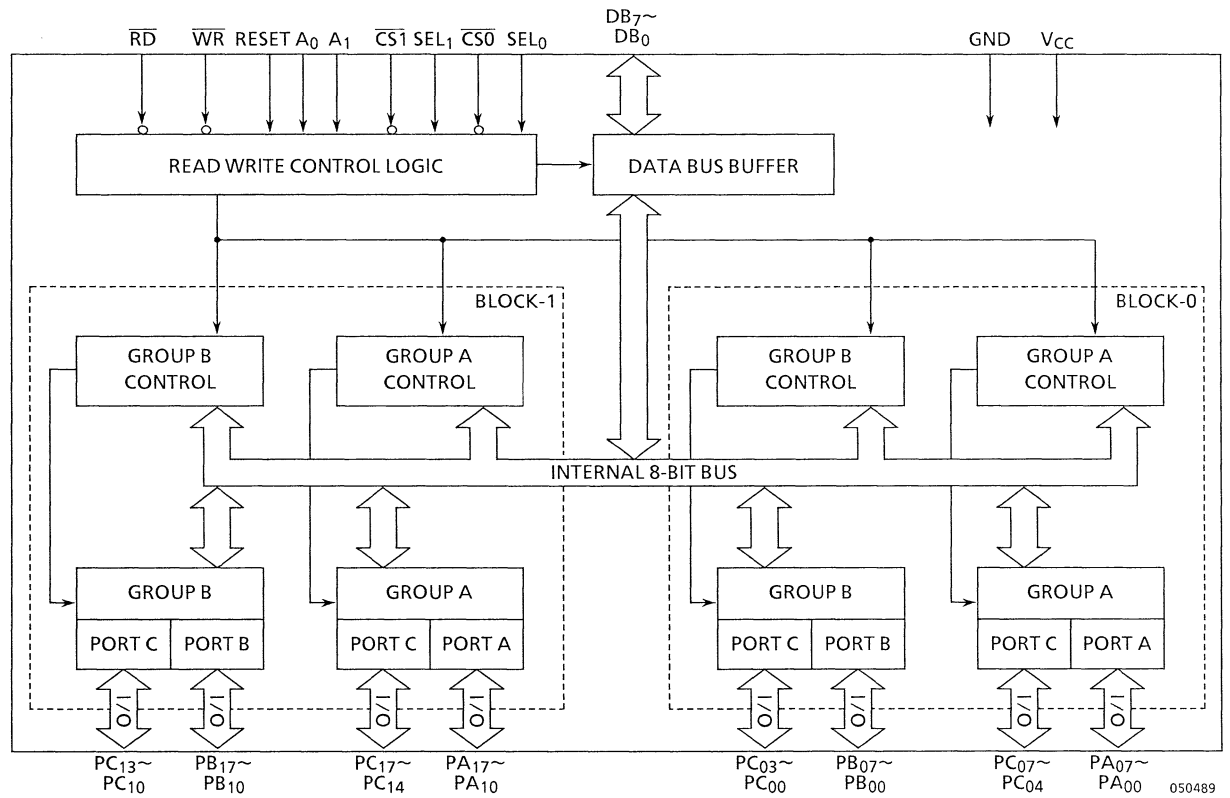 RD WR RESET A0 A1 CS1 SEL1 CS0 SEL0
DB7~
DB0
GND VCC
READ WRITE CONTROL LOGIC
DATA BUS BUFFER
BLOCK-1
BLOCK-0
GROUP B
CONTROL
GROUP A
CONTROL
GROUP B
CONTROL
GROUP A
CONTROL
INTERNAL 8-BIT BUS
GROUP B
PORT C PORT B
GROUP A
PORT C PORT A
GROUP B
PORT C PORT B
GROUP A
PORT C PORT A
I/O I/O I/O I/O I/O I/O I/O I/O
PC13~
PC10
PB17~
PB10
PC17~
PC14
PA17~
PA10
PC03~
PC00
PB07~
PB00
PC07~
PC04
PA07~
PA00
050489